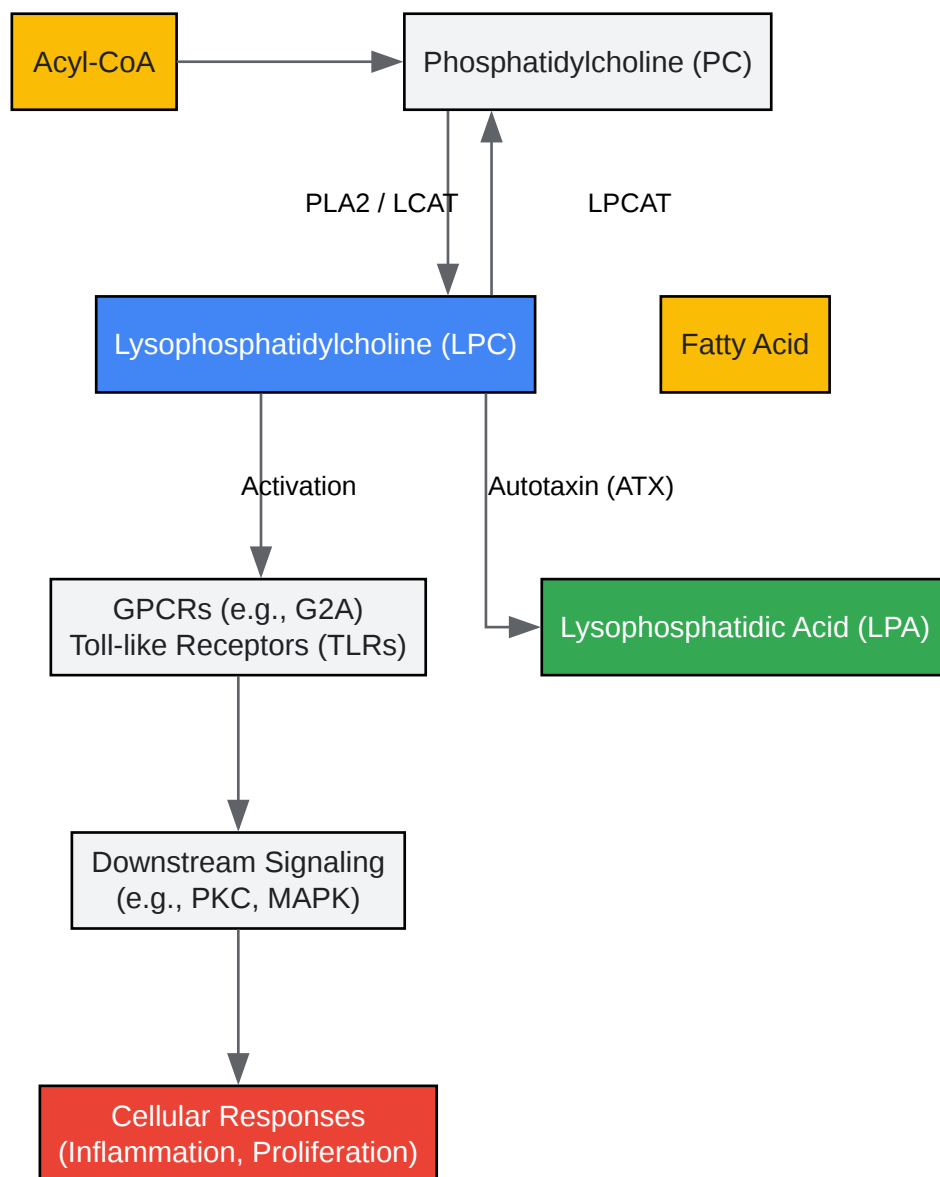 Acyl-CoA
Phosphatidylcholine (PC)
PLA2 / LCAT
LPCAT
Lysophosphatidylcholine (LPC)
Fatty Acid
Activation
Autotaxin (ATX)
GPCRs (e.g., G2A)
Toll-like Receptors (TLRs)
Lysophosphatidic Acid (LPA)
Downstream Signaling
(e.g., PKC, MAPK)
Cellular Responses
(Inflammation, Proliferation)